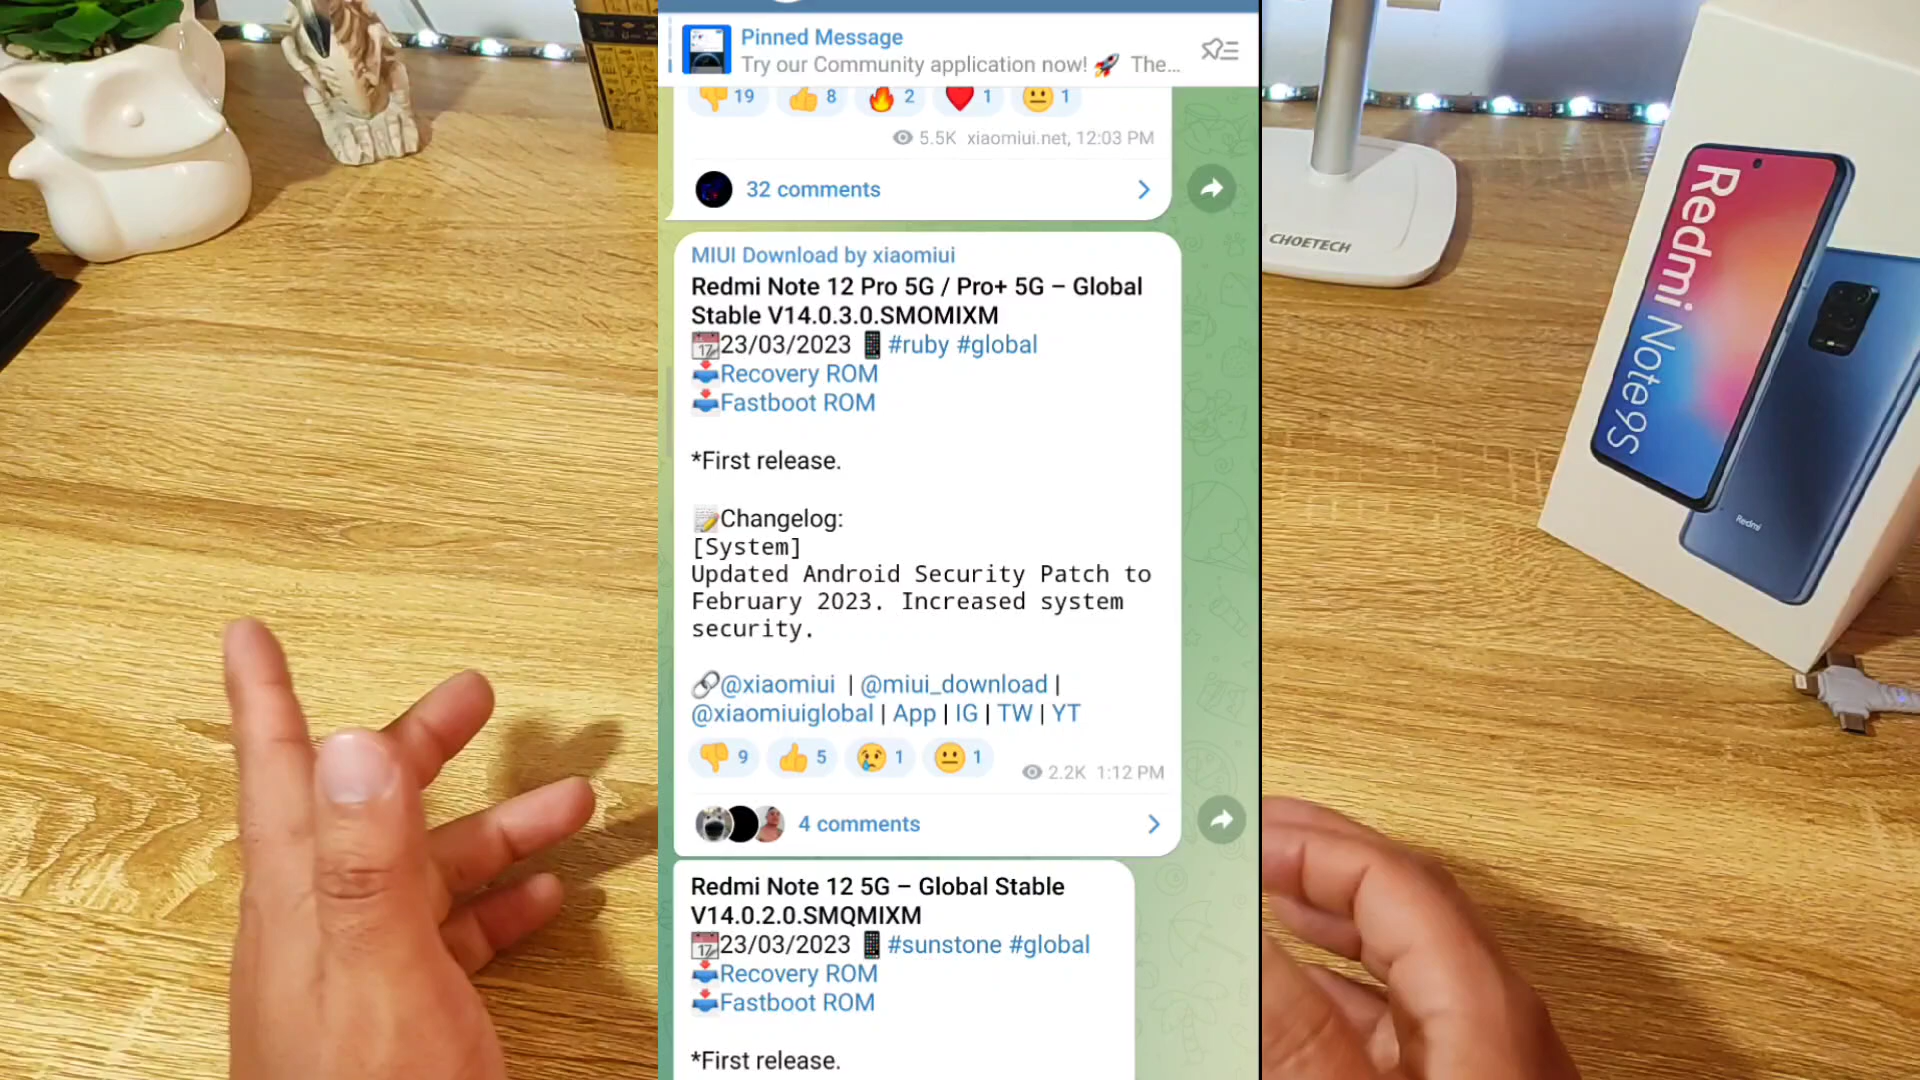 Pinned Message
Try our Community application now! 🚀 The...
👎 19 👍 8 🔥 2 ❤️ 1 😐 1
5.5K xiaomiui.net, 12:03 PM
32 comments
MIUI Download by xiaomiui
Redmi Note 12 Pro 5G / Pro+ 5G – Global
Stable V14.0.3.0.SMOMIXM
📅23/03/2023 📱#ruby #global
📥Recovery ROM
📥Fastboot ROM
*First release.
📝Changelog:
[System]
Updated Android Security Patch to
February 2023. Increased system
security.
🔗@xiaomiui | @miui_download |
@xiaomiuiglobal | App | IG | TW | YT
👎 9 👍 5 😢 1 😐 1
2.2K 1:12 PM
4 comments
Redmi Note 12 5G – Global Stable
V14.0.2.0.SMQMIXM
📅23/03/2023 📱#sunstone #global
📥Recovery ROM
📥Fastboot ROM
*First release.
CHOETECH
Redmi Note9S
Redmi